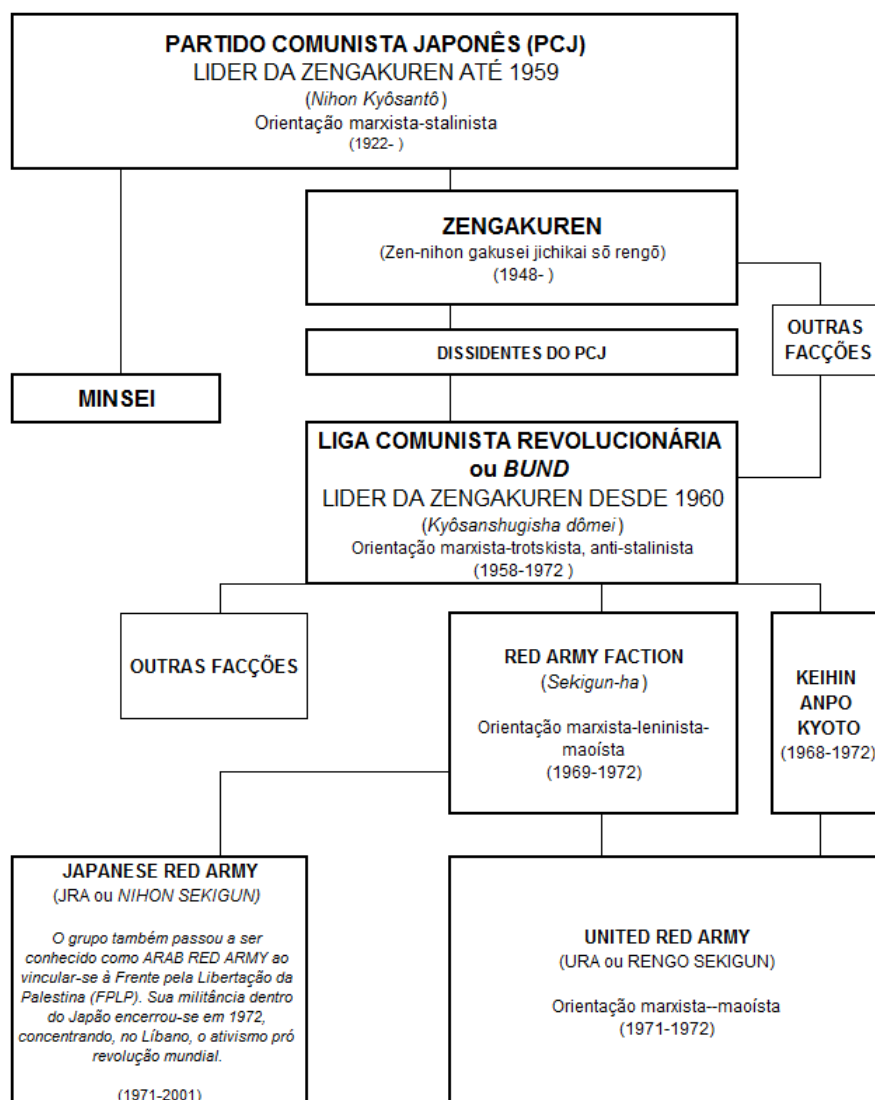 PARTIDO COMUNISTA JAPONÊS (PCJ)
LIDER DA ZENGAKUREN ATÉ 1959
(Nihon Kyôsantô)
Orientação marxista-stalinista
(1922- )
ZENGAKUREN
(Zen-nihon gakusei jichikai sō rengō)
(1948- )
OUTRAS
FACÇÕES
DISSIDENTES DO PCJ
MINSEI
LIGA COMUNISTA REVOLUCIONÁRIA
ou BUND
LIDER DA ZENGAKUREN DESDE 1960
(Kyôsanshugisha dômei)
Orientação marxista-trotskista, anti-stalinista
(1958-1972 )
OUTRAS FACÇÕES
RED ARMY FACTION
(Sekigun-ha)
Orientação marxista-leninista-
maoísta
(1969-1972)
KEIHIN
ANPO
KYOTO
(1968-1972)
JAPANESE RED ARMY
(JRA ou NIHON SEKIGUN)
O grupo também passou a ser
conhecido como ARAB RED ARMY ao
vincular-se à Frente pela Libertação da
Palestina (FPLP). Sua militância dentro
do Japão encerrou-se em 1972,
concentrando, no Líbano, o ativismo pró
revolução mundial.
(1971-2001)
UNITED RED ARMY
(URA ou RENGO SEKIGUN)
Orientação marxista--maoísta
(1971-1972)